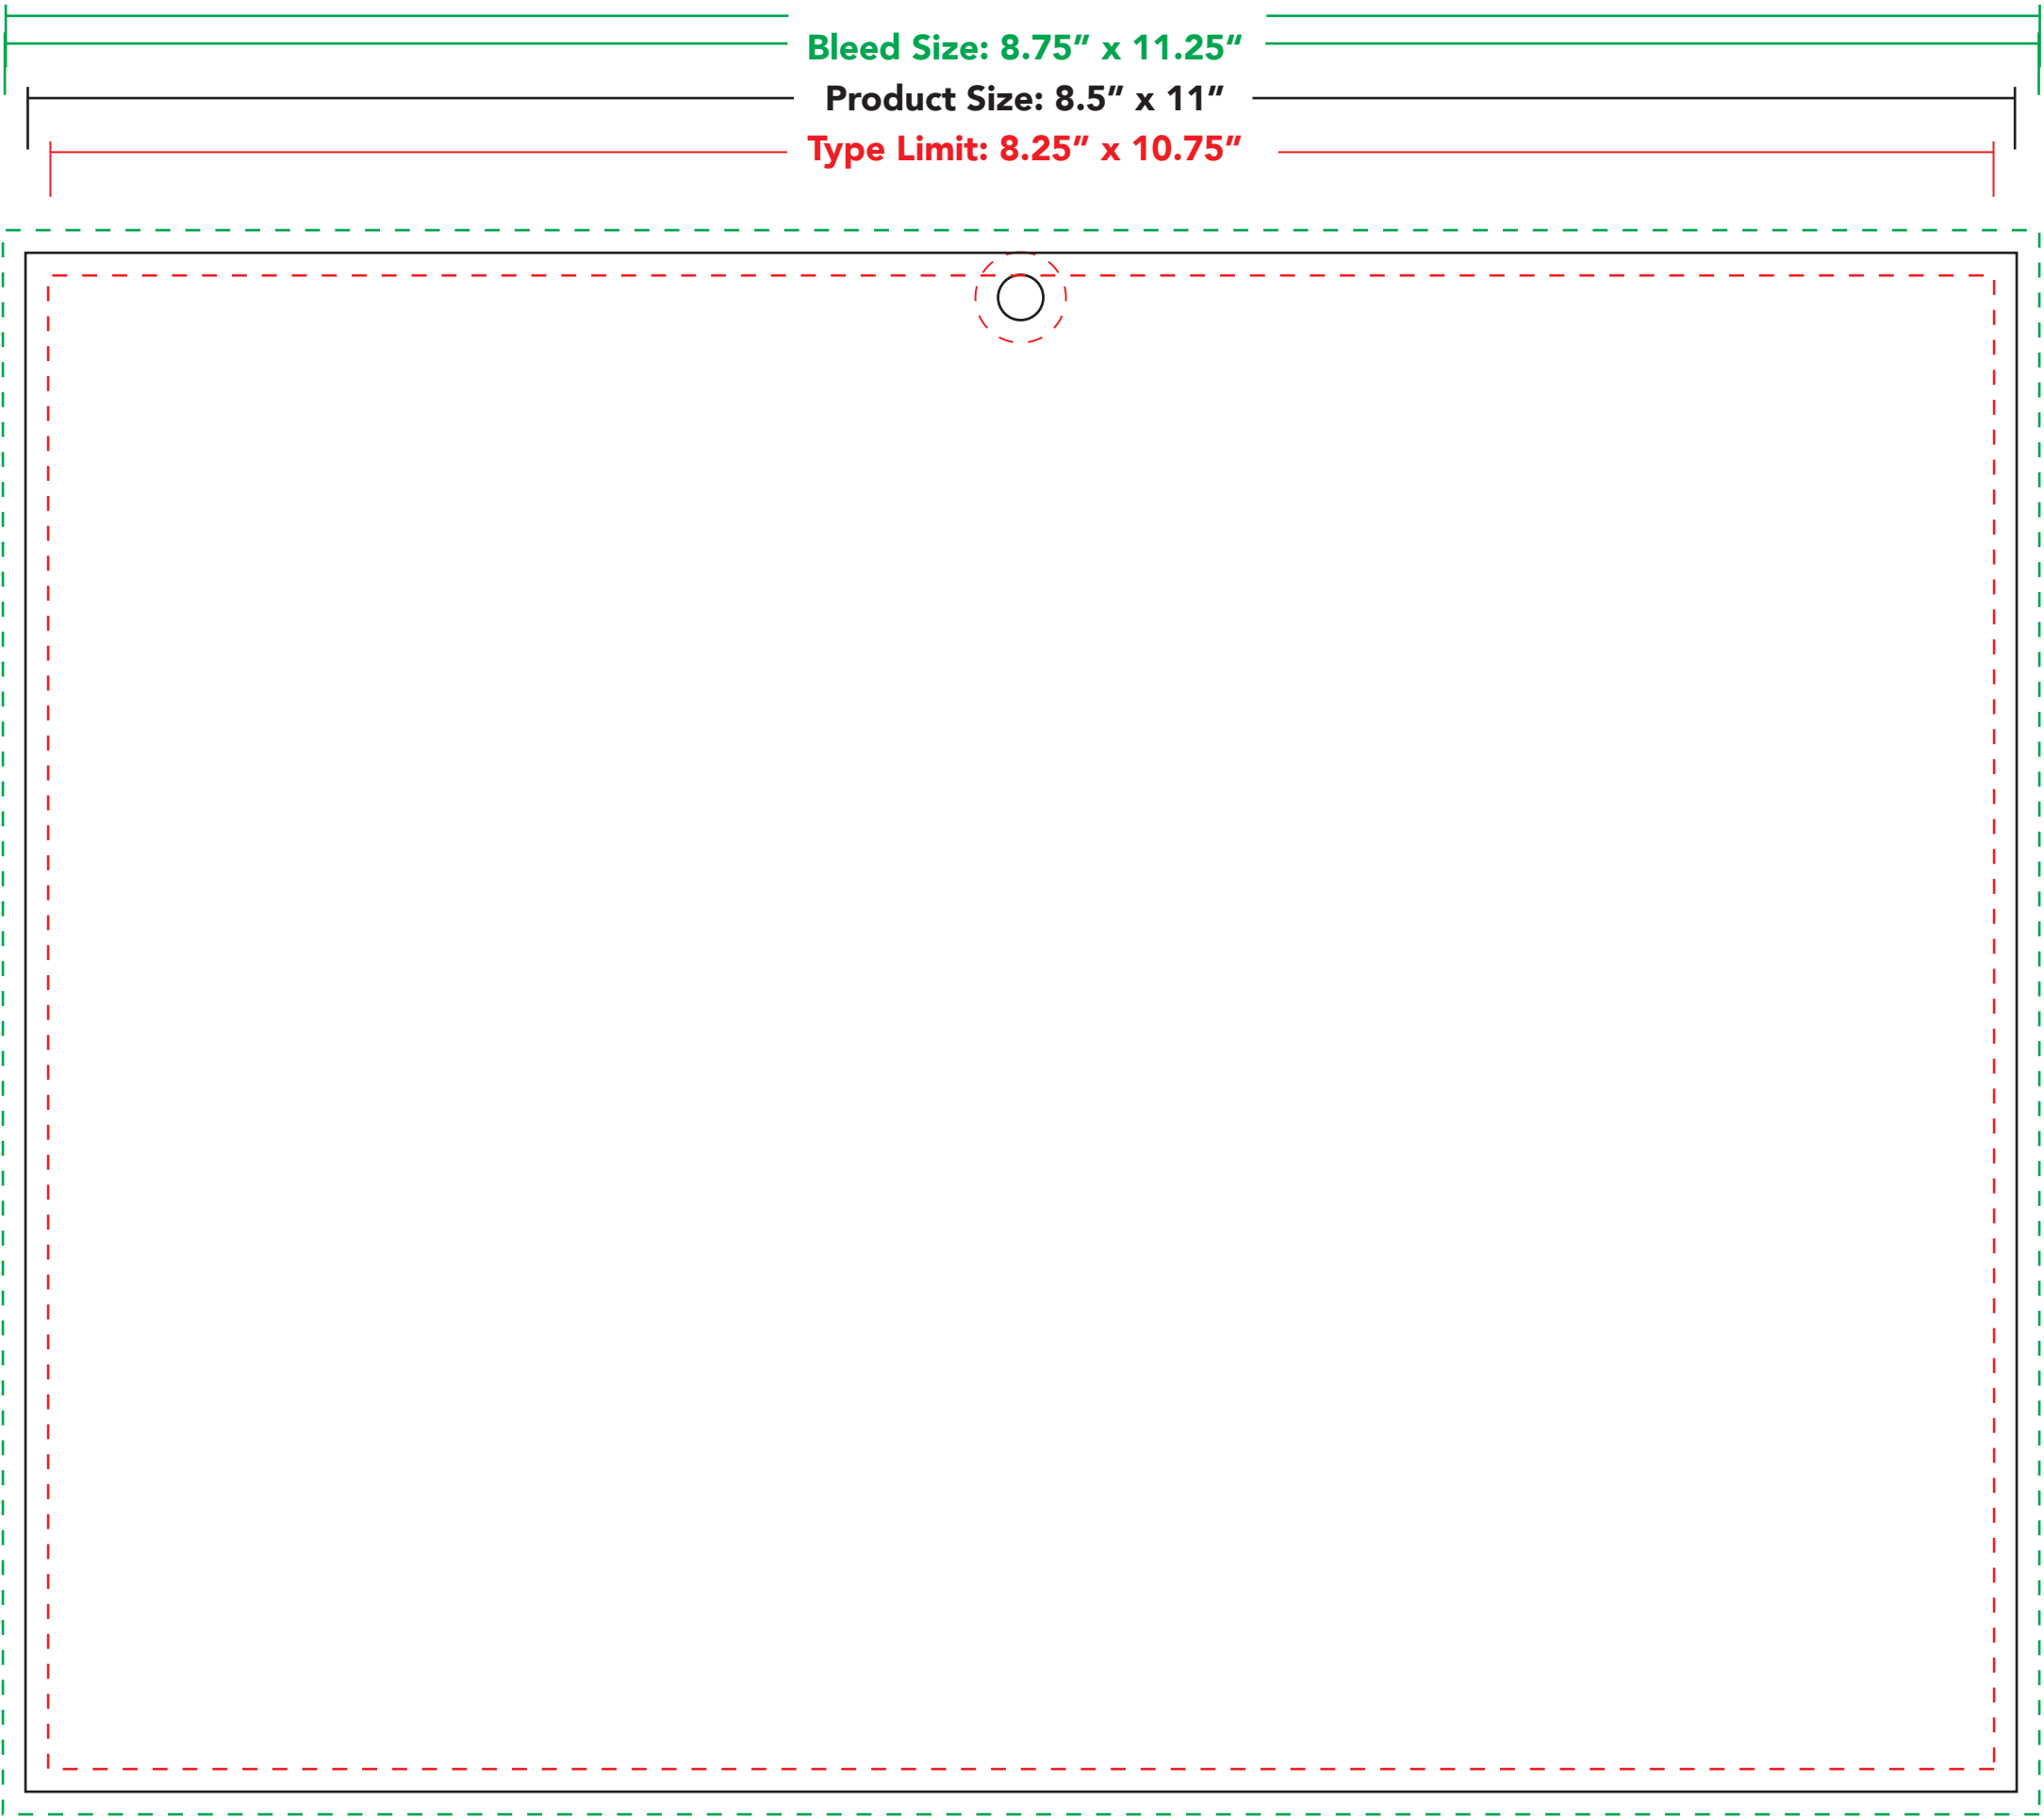 Bleed Size: 8.75” x 11.25”
Product Size: 8.5” x 11”
Type Limit: 8.25” x 10.75”